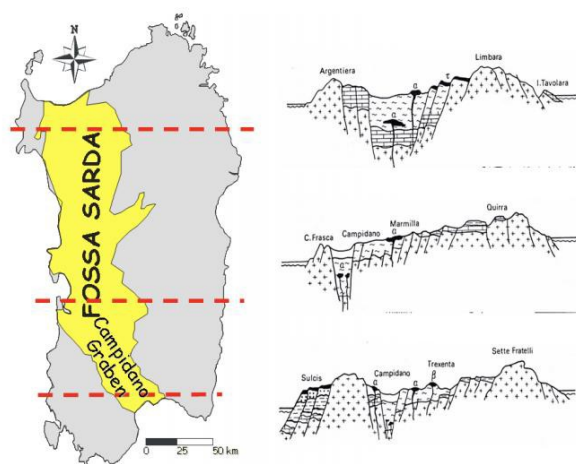 N
FOSSA SARDA
Campidano
Graben
0 25 50 km
Argentiera
Limbara
I.Tavolara
α
τ
α
C. Frasca
Campidano
Marmilla
Quirra
α
α
Sulcis
Campidano
Trexenta
Sette Fratelli
α
α
β